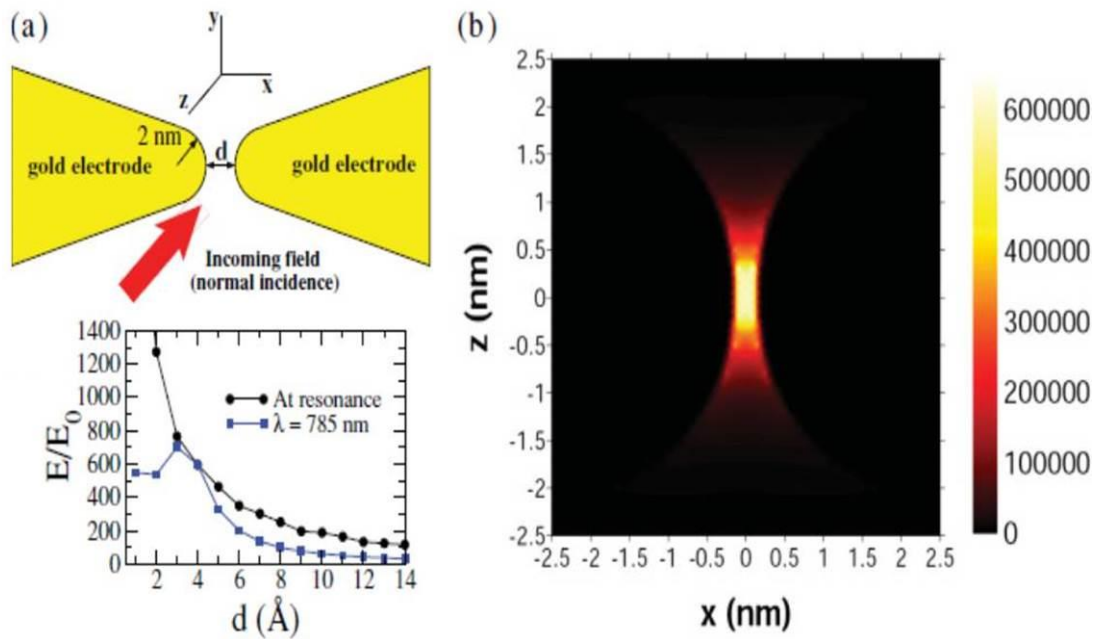 (a)
y
x
z
2 nm
d
gold electrode
gold electrode
Incoming field
(normal incidence)
1400
1200
1000
800
600
400
200
0
E/E0
At resonance
λ = 785 nm
2 4 6 8 10 12 14
d (Å)
(b)
2.5
2
1.5
1
0.5
0
-0.5
-1
-1.5
-2
-2.5
z (nm)
-2.5 -2 -1.5 -1 -0.5 0 0.5 1 1.5 2 2.5
x (nm)
600000
500000
400000
300000
200000
100000
0